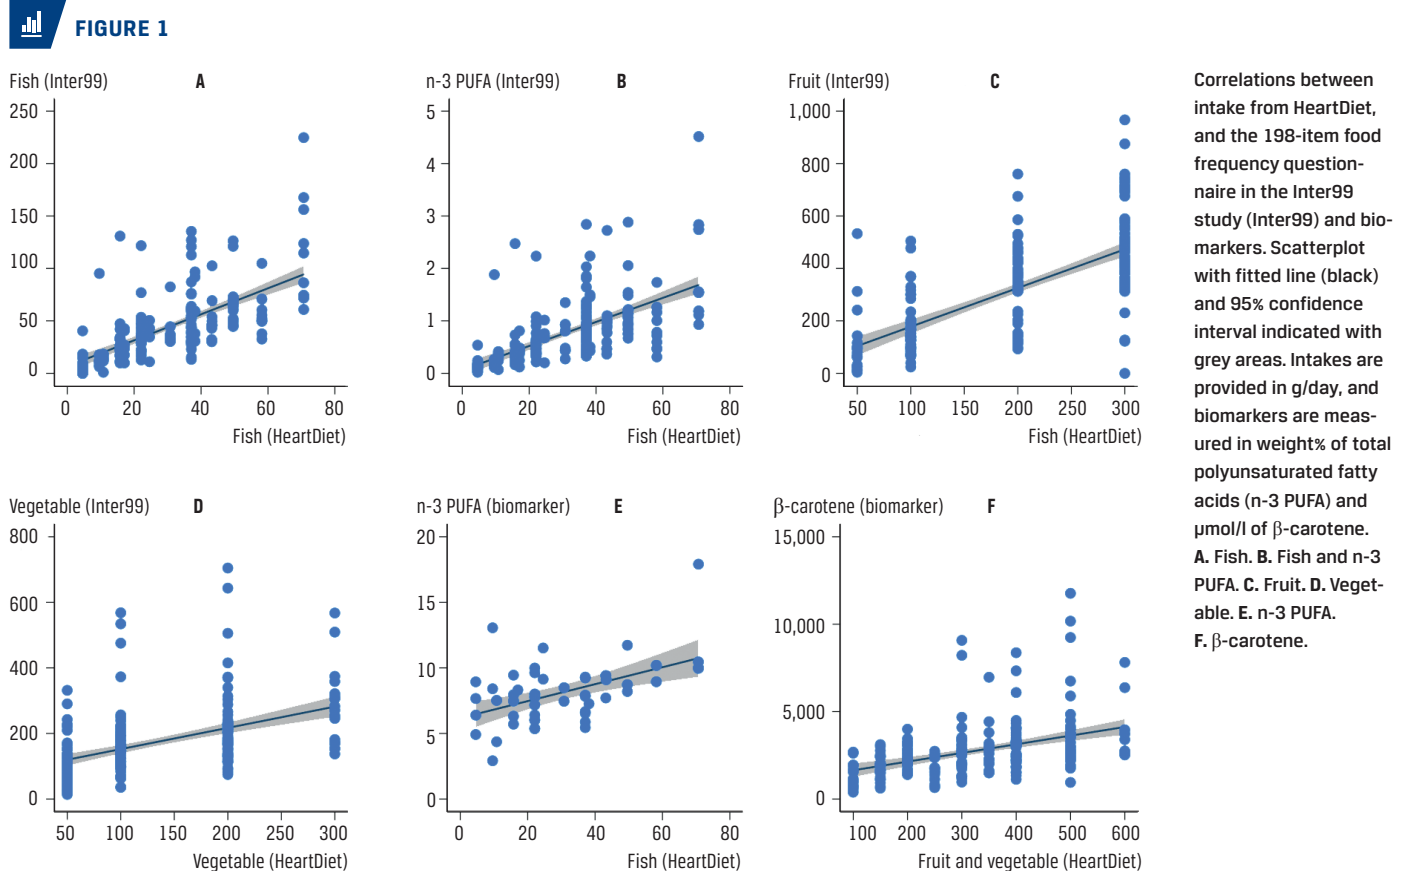 FIGURE 1
Fish (Inter99)
A
250
200
150
100
50
0
0 20 40 60 80
Fish (HeartDiet)
n-3 PUFA (Inter99)
B
5
4
3
2
1
0
0 20 40 60 80
Fish (HeartDiet)
Fruit (Inter99)
C
1,000
800
600
400
200
0
50 100 150 200 250 300
Fish (HeartDiet)
Vegetable (Inter99)
D
800
600
400
200
0
50 100 150 200 250 300
Vegetable (HeartDiet)
n-3 PUFA (biomarker)
E
20
15
10
5
0
0 20 40 60 80
Fish (HeartDiet)
β-carotene (biomarker)
F
15,000
10,000
5,000
0
100 200 300 400 500 600
Fruit and vegetable (HeartDiet)
Correlations between
intake from HeartDiet,
and the 198-item food
frequency question-
naire in the Inter99
study (Inter99) and bio-
markers. Scatterplot
with fitted line (black)
and 95% confidence
interval indicated with
grey areas. Intakes are
provided in g/day, and
biomarkers are meas-
ured in weight% of total
polyunsaturated fatty
acids (n-3 PUFA) and
µmol/l of β-carotene.
A. Fish. B. Fish and n-3
PUFA. C. Fruit. D. Veget-
able. E. n-3 PUFA.
F. β-carotene.